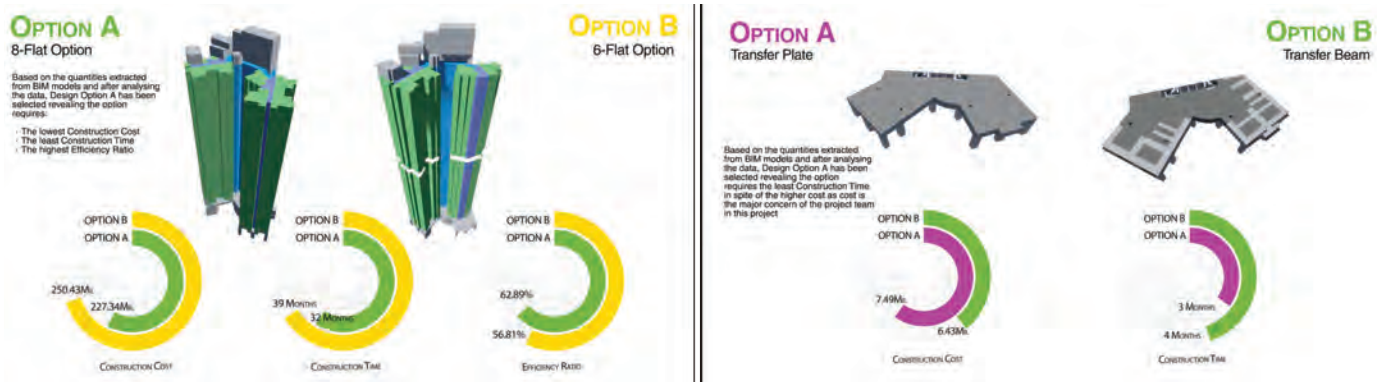 OPTION A
8-Flat Option
Based on the quantities extracted
from BIM models and after analysing
the data, Design Option A has been
selected revealing the option
requires:
- The lowest Construction Cost
- The least Construction Time
- The highest Efficiency Ratio
OPTION B
6-Flat Option
OPTION B
OPTION A
250.43MIL
227.34MIL
CONSTRUCTION COST
OPTION B
OPTION A
39 MONTHS
32 MONTHS
CONSTRUCTION TIME
OPTION B
OPTION A
62.89%
56.81%
EFFICIENCY RATIO
OPTION A
Transfer Plate
OPTION B
Transfer Beam
Based on the quantities extracted
from BIM models and after analysing
the data, Design Option A has been
selected revealing the option
requires the least Construction Time
in spite of the higher cost as cost is
the major concern of the project team
in this project
OPTION B
OPTION A
7.49MIL
6.43MIL
CONSTRUCTION COST
OPTION B
OPTION A
3 MONTHS
4 MONTHS
CONSTRUCTION TIME